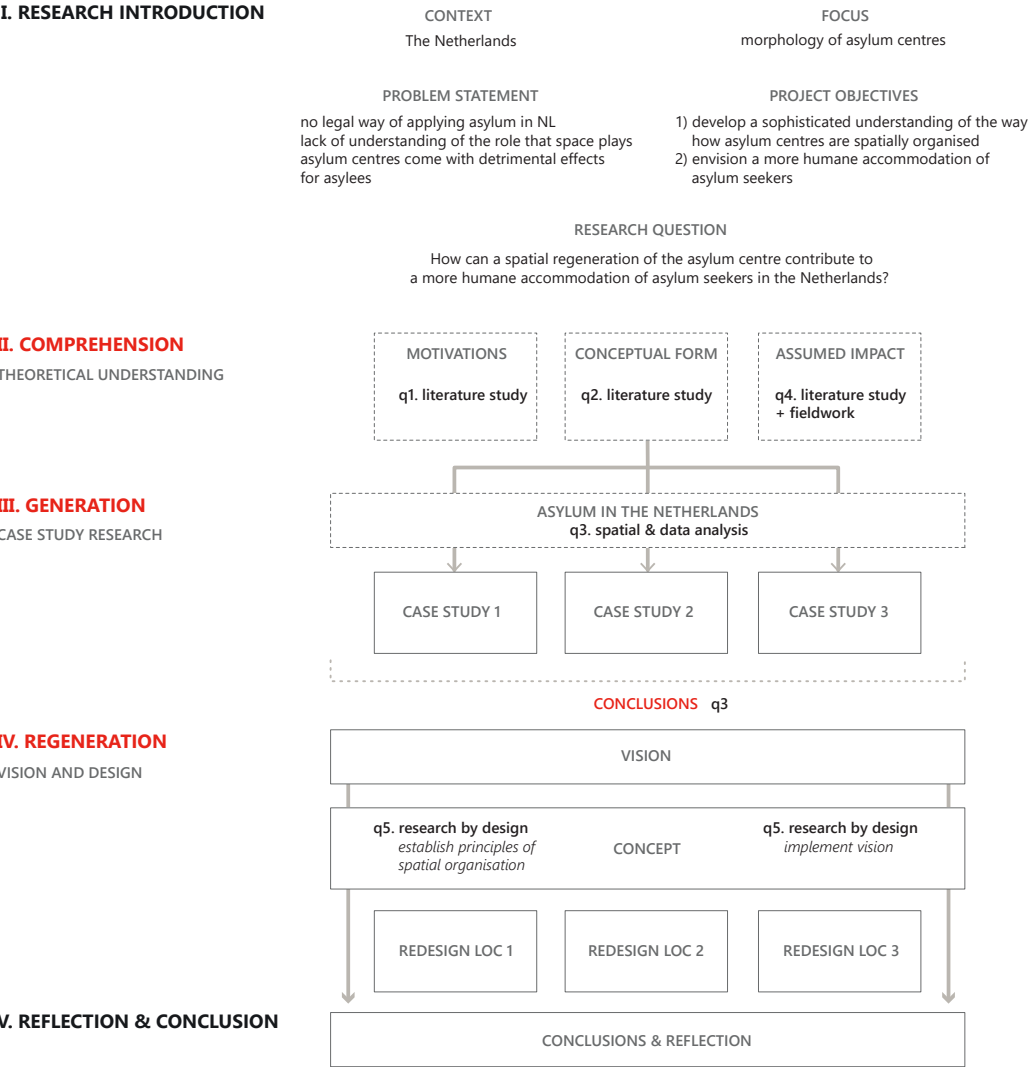 I. RESEARCH INTRODUCTION
CONTEXT
The Netherlands
FOCUS
morphology of asylum centres
PROBLEM STATEMENT
no legal way of applying asylum in NL
lack of understanding of the role that space plays
asylum centres come with detrimental effects
for asylees
PROJECT OBJECTIVES
1) develop a sophisticated understanding of the way
how asylum centres are spatially organised
2) envision a more humane accommodation of
asylum seekers
RESEARCH QUESTION
How can a spatial regeneration of the asylum centre contribute to
a more humane accommodation of asylum seekers in the Netherlands?
II. COMPREHENSION
THEORETICAL UNDERSTANDING
MOTIVATIONS
q1. literature study
CONCEPTUAL FORM
q2. literature study
ASSUMED IMPACT
q4. literature study
+ fieldwork
III. GENERATION
CASE STUDY RESEARCH
ASYLUM IN THE NETHERLANDS
q3. spatial & data analysis
CASE STUDY 1
CASE STUDY 2
CASE STUDY 3
CONCLUSIONS q3
IV. REGENERATION
VISION AND DESIGN
VISION
q5. research by design
establish principles of
spatial organisation
CONCEPT
q5. research by design
implement vision
REDESIGN LOC 1
REDESIGN LOC 2
REDESIGN LOC 3
V. REFLECTION & CONCLUSION
CONCLUSIONS & REFLECTION